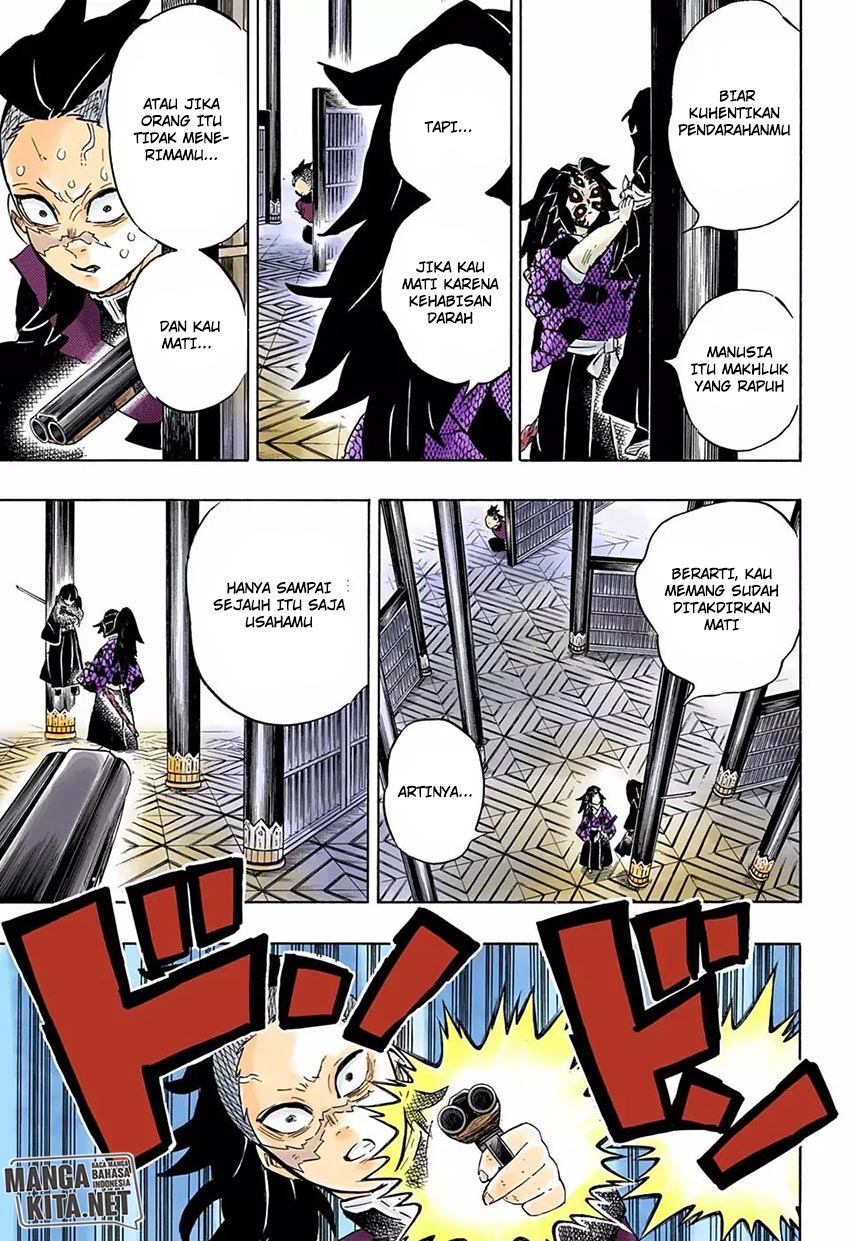 BIAR
KUHENTIKAN
PENDARAHANMU
MANUSIA
ITU MAKHLUK
YANG RAPUH
TAPI...
JIKA KAU
MATI KARENA
KEHABISAN
DARAH
ATAU JIKA
ORANG ITU
TIDAK MENE-
RIMAMU...
DAN KAU
MATI...
BERARTI, KAU
MEMANG SUDAH
DITAKDIRKAN
MATI
ARTINYA...
HANYA SAMPAI
SEJAUH ITU SAJA
USAHAMU
ドン
ドン
MANGA
BACA MANGA
BAHASA
INDONESIA
KITA.NET